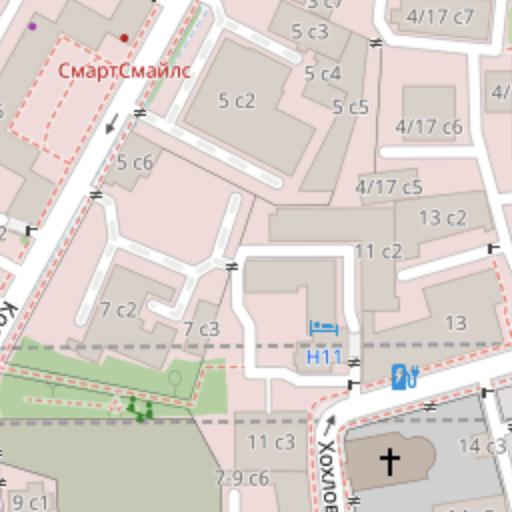 5 с3
4/17 с7
СмартСмайлс
5 с4
5 с2
5 с5
4/17 с6
5 с6
4/17 с5
13 с2
11 с2
7 с2
7 с3
13
Н11
11 с3
14 с3
7-9 с6
9 с1
Хохлов